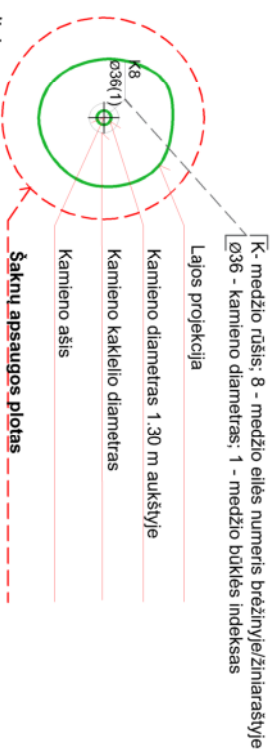 K- medžio rūšis; 8 - medžio eilės numeris brėžinyje/žiniaraštyje
Ø36 - kamieno diametras; 1 - medžio būklės indeksas
K8
ø36(1)
Lajos projekcija
Kamieno diametras 1.30 m aukštyje
Kamieno kaklelio diametras
Kamieno ašis
Šaknų apsaugos plotas